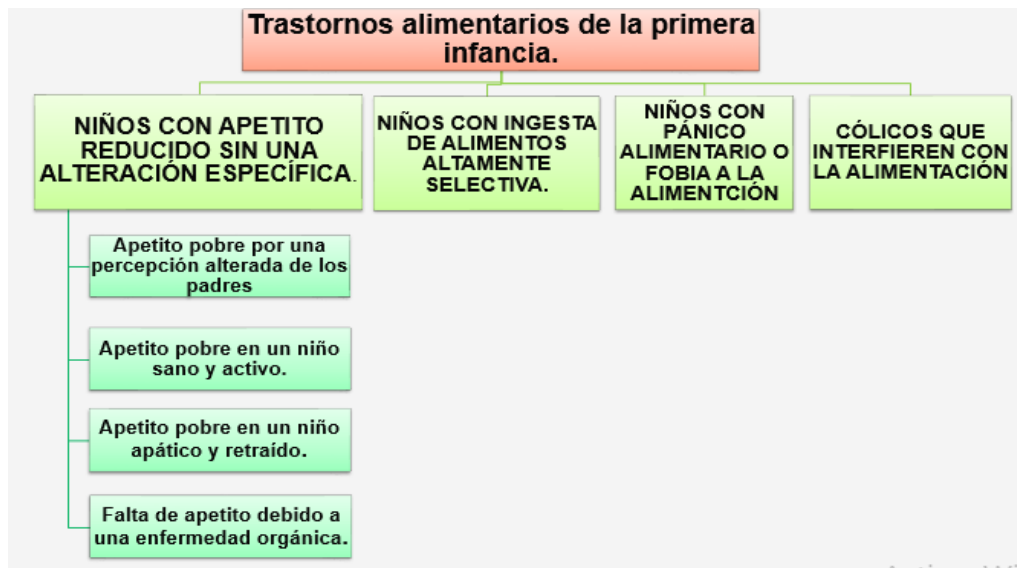 Trastornos alimentarios de la primera
infancia.
NIÑOS CON APETITO
REDUCIDO SIN UNA
ALTERACIÓN ESPECÍFICA.
NIÑOS CON INGESTA
DE ALIMENTOS
ALTAMENTE
SELECTIVA.
NIÑOS CON
PÁNICO
ALIMENTARIO O
FOBIA A LA
ALIMENTCIÓN
CÓLICOS QUE
INTERFIEREN CON
LA ALIMENTACIÓN
Apetito pobre por una
percepción alterada de los
padres
Apetito pobre en un niño
sano y activo.
Apetito pobre en un niño
apático y retraído.
Falta de apetito debido a
una enfermedad orgánica.